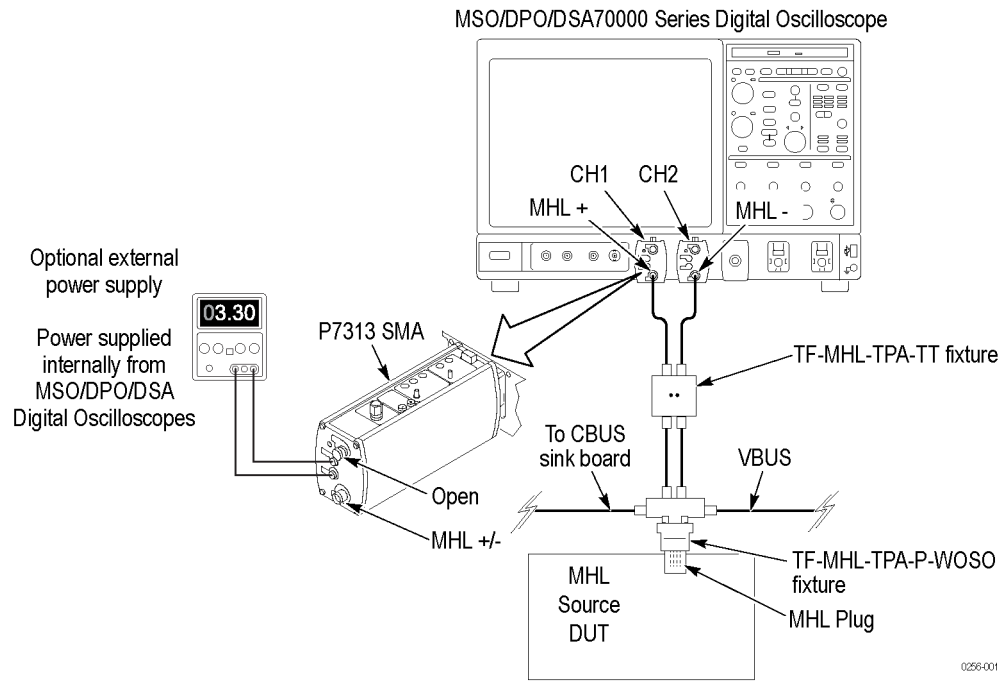 MSO/DPO/DSA70000 Series Digital Oscilloscope
CH1
CH2
MHL +
MHL -
Optional external
power supply
03.30
Power supplied
internally from
MSO/DPO/DSA
Digital Oscilloscopes
P7313 SMA
Open
MHL +/-
TF-MHL-TPA-TT fixture
To CBUS
sink board
VBUS
TF-MHL-TPA-P-WOSO
fixture
MHL Plug
MHL
Source
DUT
0256-001